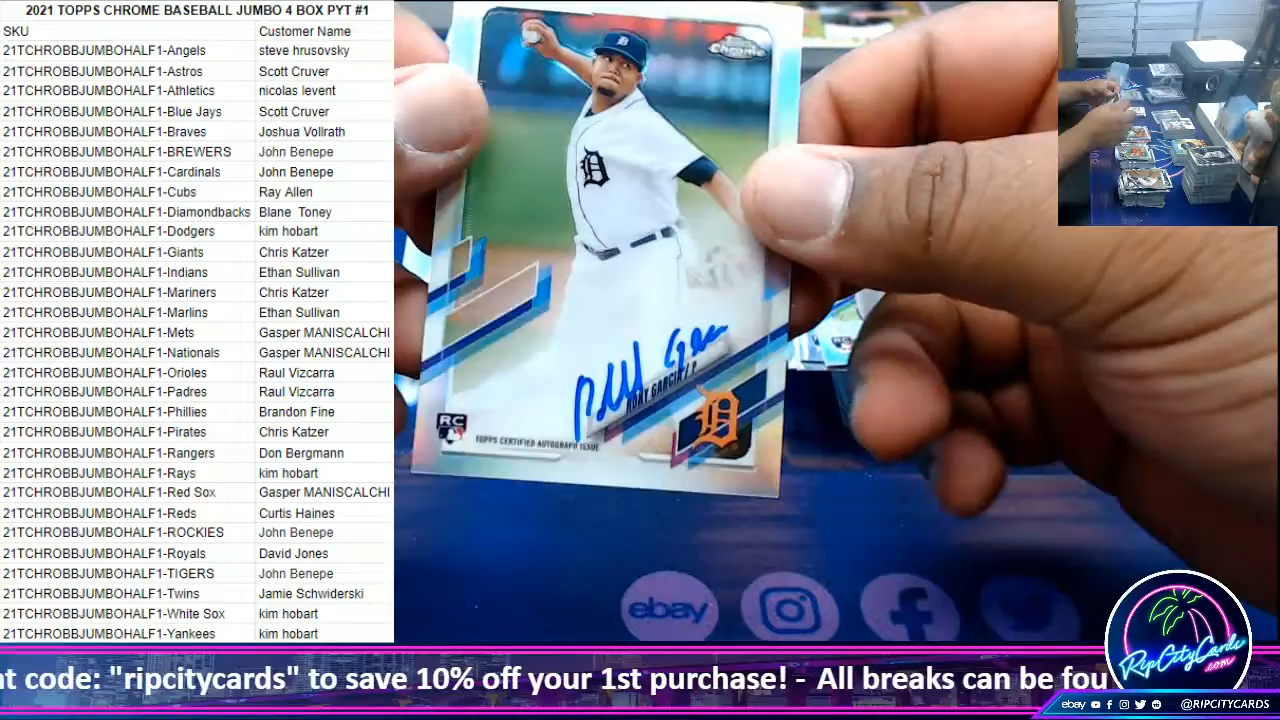 2021 TOPPS CHROME BASEBALL JUMBO 4 BOX PYT #1
SKU Customer Name
21TCHROBBJUMBOHALF1-Angels steve hrusovsky
21TCHROBBJUMBOHALF1-Astros Scott Cruver
21TCHROBBJUMBOHALF1-Athletics nicolas levent
21TCHROBBJUMBOHALF1-Blue Jays Scott Cruver
21TCHROBBJUMBOHALF1-Braves Joshua Vollrath
21TCHROBBJUMBOHALF1-BREWERS John Benepe
21TCHROBBJUMBOHALF1-Cardinals John Benepe
21TCHROBBJUMBOHALF1-Cubs Ray Allen
21TCHROBBJUMBOHALF1-Diamondbacks Blane Toney
21TCHROBBJUMBOHALF1-Dodgers kim hobart
21TCHROBBJUMBOHALF1-Giants Chris Katzer
21TCHROBBJUMBOHALF1-Indians Ethan Sullivan
21TCHROBBJUMBOHALF1-Mariners Chris Katzer
21TCHROBBJUMBOHALF1-Marlins Ethan Sullivan
21TCHROBBJUMBOHALF1-Mets Gasper MANISCALCHI
21TCHROBBJUMBOHALF1-Nationals Gasper MANISCALCHI
21TCHROBBJUMBOHALF1-Orioles Raul Vizcarra
21TCHROBBJUMBOHALF1-Padres Raul Vizcarra
21TCHROBBJUMBOHALF1-Phillies Brandon Fine
21TCHROBBJUMBOHALF1-Pirates Chris Katzer
21TCHROBBJUMBOHALF1-Rangers Don Bergmann
21TCHROBBJUMBOHALF1-Rays kim hobart
21TCHROBBJUMBOHALF1-Red Sox Gasper MANISCALCHI
21TCHROBBJUMBOHALF1-Reds Curtis Haines
21TCHROBBJUMBOHALF1-ROCKIES John Benepe
21TCHROBBJUMBOHALF1-Royals David Jones
21TCHROBBJUMBOHALF1-TIGERS John Benepe
21TCHROBBJUMBOHALF1-Twins Jamie Schwiderski
21TCHROBBJUMBOHALF1-White Sox kim hobart
21TCHROBBJUMBOHALF1-Yankees kim hobart
Chrome
D
D
RONY GARCIA / P
D
RC
TOPPS CERTIFIED AUTOGRAPH ISSUE
ebay
RipCityCards
.com
t code: "ripcitycards" to save 10% off your 1st purchase! - All breaks can be fou
ebay @RIPCITYCARDS